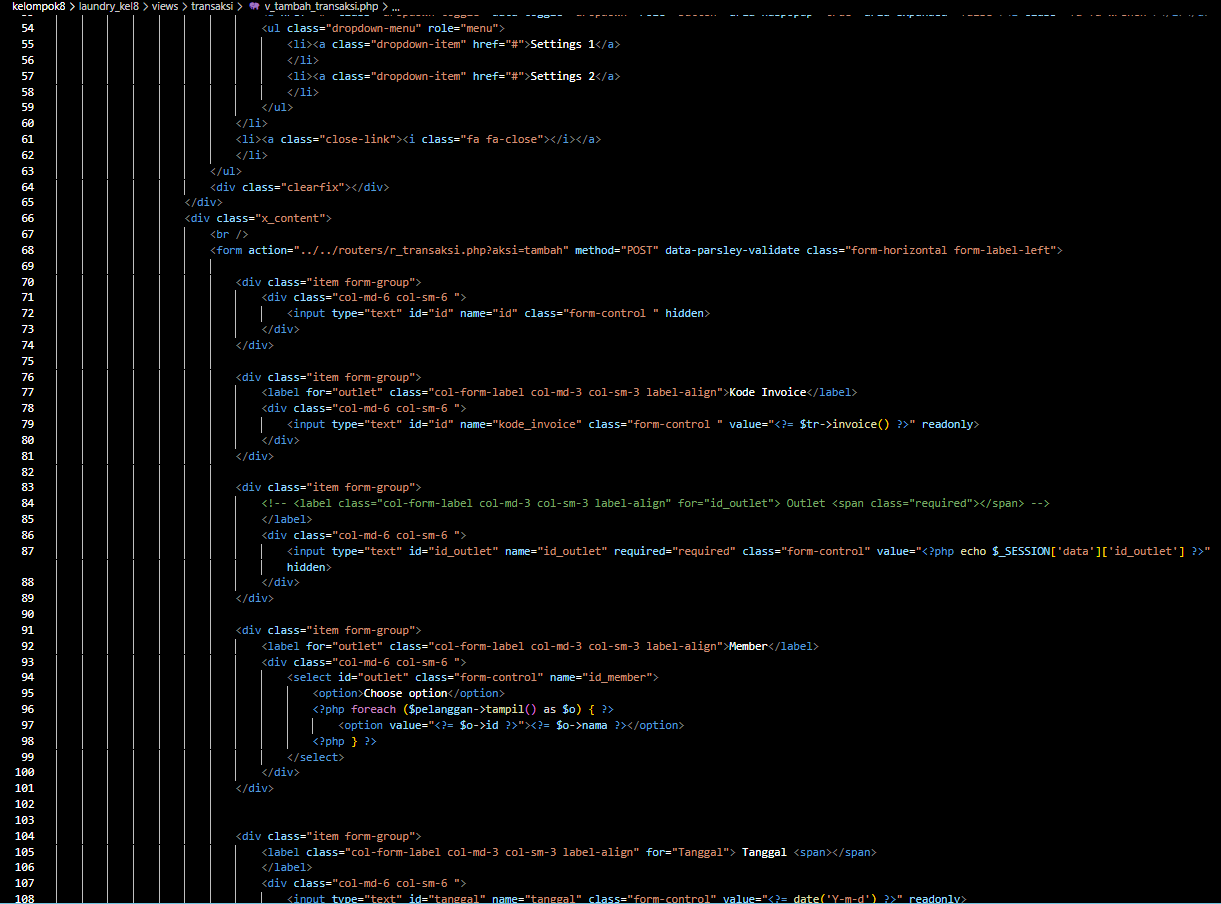 kelompok8 > laundry_kel8 > views > transaksi > v_tambah_transaksi.php > ...
54 <ul class="dropdown-menu" role="menu">
55 <li><a class="dropdown-item" href="#">Settings 1</a>
56 </li>
57 <li><a class="dropdown-item" href="#">Settings 2</a>
58 </li>
59 </ul>
60 </li>
61 <li><a class="close-link"><i class="fa fa-close"></i></a>
62 </li>
63 </ul>
64 <div class="clearfix"></div>
65 </div>
66 <div class="x_content">
67 <br />
68 <form action="../../routers/r_transaksi.php?aksi=tambah" method="POST" data-parsley-validate class="form-horizontal form-label-left">
69
70 <div class="item form-group">
71 <div class="col-md-6 col-sm-6 ">
72 <input type="text" id="id" name="id" class="form-control " hidden>
73 </div>
74 </div>
75
76 <div class="item form-group">
77 <label for="outlet" class="col-form-label col-md-3 col-sm-3 label-align">Kode Invoice</label>
78 <div class="col-md-6 col-sm-6 ">
79 <input type="text" id="id" name="kode_invoice" class="form-control " value="<?= $tr->invoice() ?>" readonly>
80 </div>
81 </div>
82
83 <div class="item form-group">
84 <!-- <label class="col-form-label col-md-3 col-sm-3 label-align" for="id_outlet"> Outlet <span class="required"></span> -->
85 </label>
86 <div class="col-md-6 col-sm-6 ">
87 <input type="text" id="id_outlet" name="id_outlet" required="required" class="form-control" value="<?php echo $_SESSION['data']['id_outlet'] ?>"
hidden>
88 </div>
89 </div>
90
91 <div class="item form-group">
92 <label for="outlet" class="col-form-label col-md-3 col-sm-3 label-align">Member</label>
93 <div class="col-md-6 col-sm-6 ">
94 <select id="outlet" class="form-control" name="id_member">
95 <option>Choose option</option>
96 <?php foreach ($pelanggan->tampil() as $o) { ?>
97 <option value="<?= $o->id ?>"><?= $o->nama ?></option>
98 <?php } ?>
99 </select>
100 </div>
101 </div>
102
103
104 <div class="item form-group">
105 <label class="col-form-label col-md-3 col-sm-3 label-align" for="Tanggal"> Tanggal <span></span>
106 </label>
107 <div class="col-md-6 col-sm-6 ">
108 <input type="text" id="tanggal" name="tanggal" class="form-control" value="<?= date('Y-m-d') ?>" readonly>